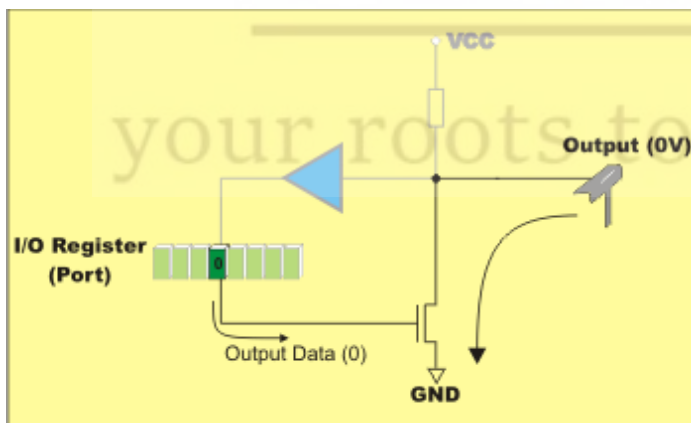 VCC
your roots to
Output (0V)
I/O Register
(Port)
0
Output Data (0)
GND